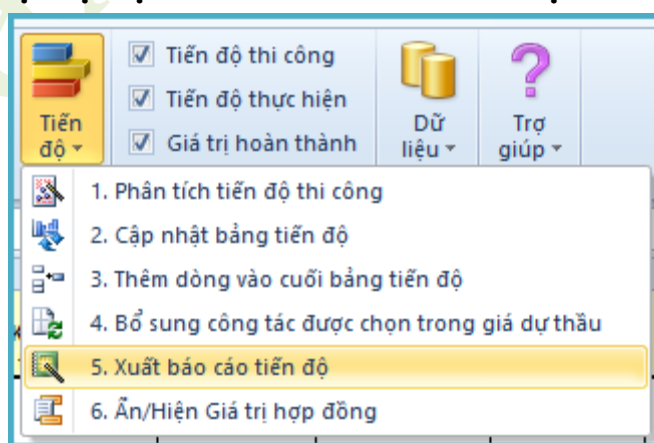 Tiến độ
Tiến độ thi công
Tiến độ thực hiện
Giá trị hoàn thành
Dữ liệu
Trợ giúp
1. Phân tích tiến độ thi công
2. Cập nhật bảng tiến độ
3. Thêm dòng vào cuối bảng tiến độ
4. Bổ sung công tác được chọn trong giá dự thầu
5. Xuất báo cáo tiến độ
6. Ẩn/Hiện Giá trị hợp đồng